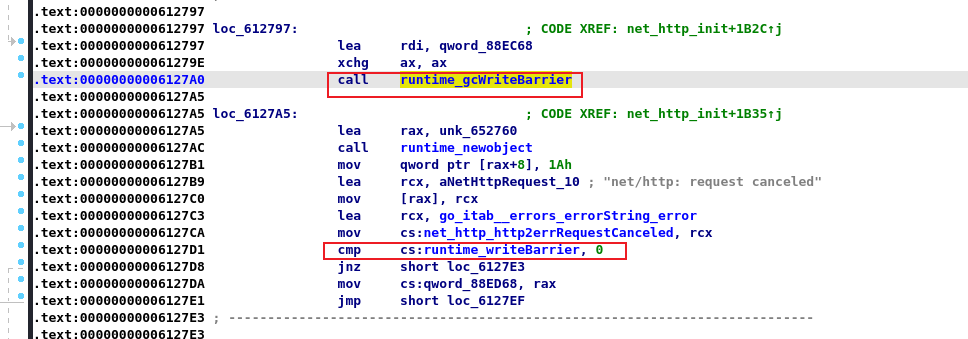 .text:0000000000612797
.text:0000000000612797 loc_612797: ; CODE XREF: net_http_init+1B2C↑j
.text:0000000000612797 lea rdi, qword_88EC68
.text:000000000061279E xchg ax, ax
.text:00000000006127A0 call runtime_gcWriteBarrier
.text:00000000006127A5
.text:00000000006127A5 loc_6127A5: ; CODE XREF: net_http_init+1B35↑j
.text:00000000006127A5 lea rax, unk_652760
.text:00000000006127AC call runtime_newobject
.text:00000000006127B1 mov qword ptr [rax+8], 1Ah
.text:00000000006127B9 lea rcx, aNetHttpRequest_10 ; "net/http: request canceled"
.text:00000000006127C0 mov [rax], rcx
.text:00000000006127C3 lea rcx, go_itab__errors_errorString_error
.text:00000000006127CA mov cs:net_http_http2errRequestCanceled, rcx
.text:00000000006127D1 cmp cs:runtime_writeBarrier, 0
.text:00000000006127D8 jnz short loc_6127E3
.text:00000000006127DA mov cs:qword_88ED68, rax
.text:00000000006127E1 jmp short loc_6127EF
.text:00000000006127E3 ; ---------------------------------------------------------------------------
.text:00000000006127E3